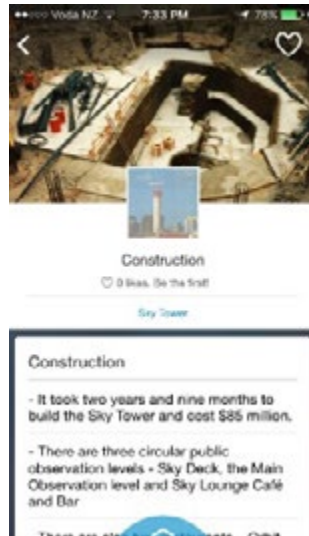 Voda NZ 7:33 PM 78%
Construction
0 likes. Be the first!
Sky Tower
Construction
- It took two years and nine months to
build the Sky Tower and cost $85 million.
- There are three circular public
observation levels - Sky Deck, the Main
Observation level and Sky Lounge Café
and Bar